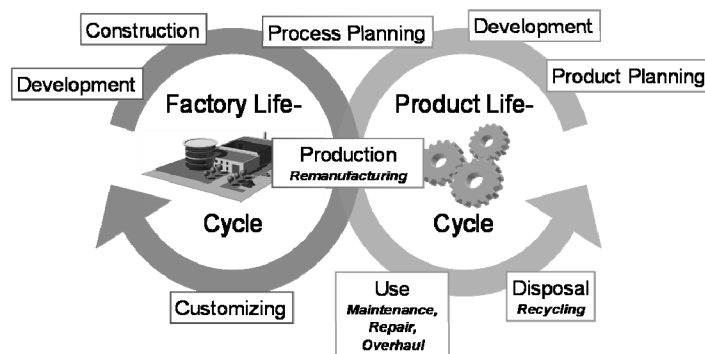 Construction
Process Planning
Development
Development
Product Planning
Factory Life-
Product Life-
Production
Remanufacturing
Cycle
Cycle
Customizing
Use
Maintenance,
Repair,
Overhaul
Disposal
Recycling